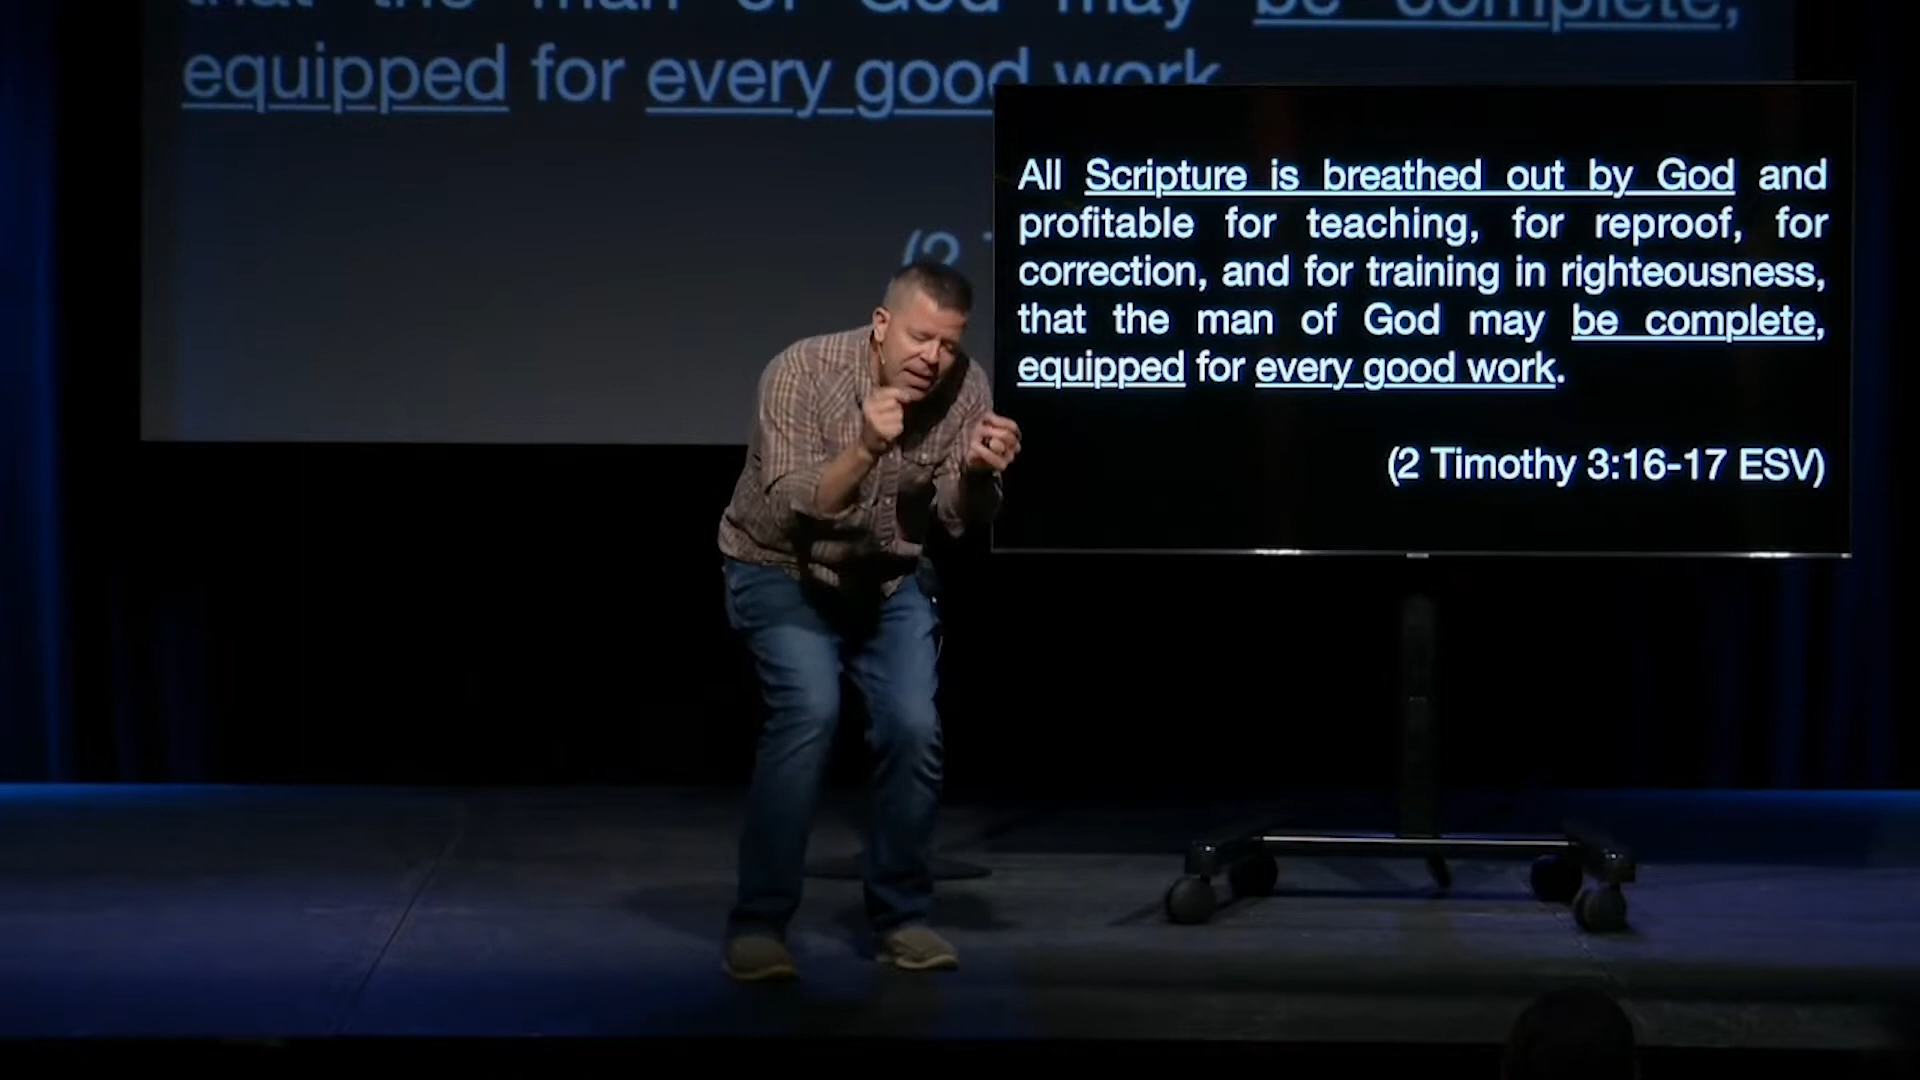 that the man of God may be complete,
equipped for every good work
(2
All Scripture is breathed out by God and
profitable for teaching, for reproof, for
correction, and for training in righteousness,
that the man of God may be complete,
equipped for every good work.
(2 Timothy 3:16-17 ESV)